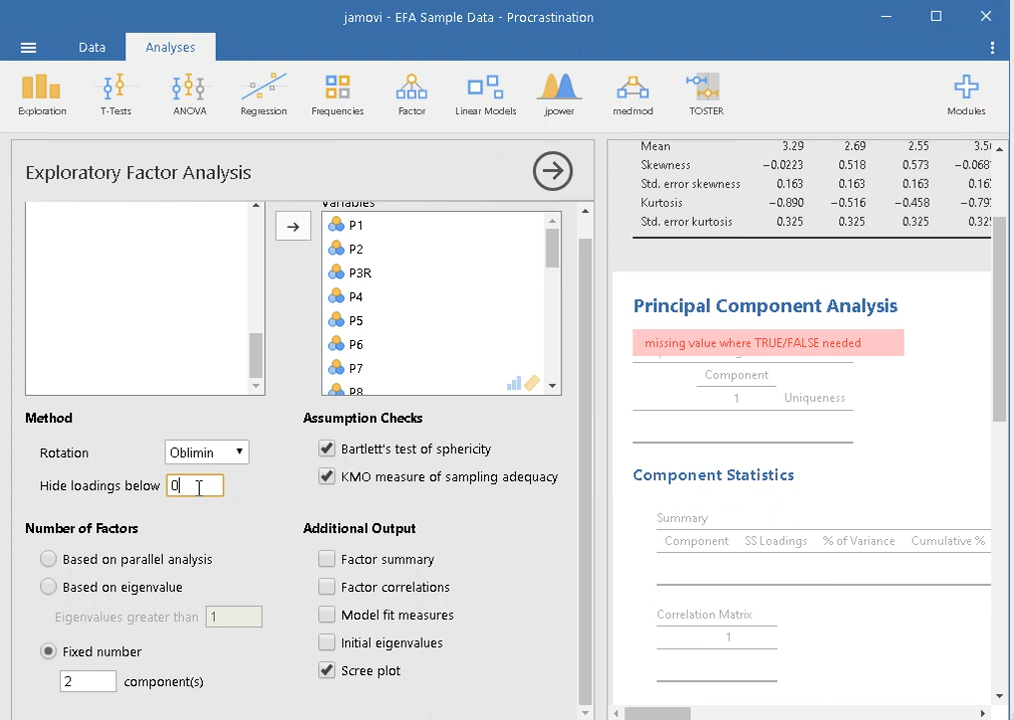 jamovi - EFA Sample Data - Procrastination
Data Analyses
Exploration T-Tests ANOVA Regression Frequencies Factor Linear Models jpower medmod TOSTER Modules
Exploratory Factor Analysis
Variables
P1
P2
P3R
P4
P5
P6
P7
P8
Method
Rotation Oblimin
Hide loadings below 0
Number of Factors
Based on parallel analysis
Based on eigenvalue
Eigenvalues greater than 1
Fixed number
2 component(s)
Assumption Checks
Bartlett's test of sphericity
KMO measure of sampling adequacy
Additional Output
Factor summary
Factor correlations
Model fit measures
Initial eigenvalues
Scree plot
Mean 3.29 2.69 2.55
Skewness −0.0223 0.518 0.573
Std. error skewness 0.163 0.163 0.163
Kurtosis −0.890 −0.516 −0.458
Std. error kurtosis 0.325 0.325 0.325
Principal Component Analysis
missing value where TRUE/FALSE needed
Component
1 Uniqueness
Component Statistics
Summary
Component SS Loadings % of Variance Cumulative %
Correlation Matrix
1